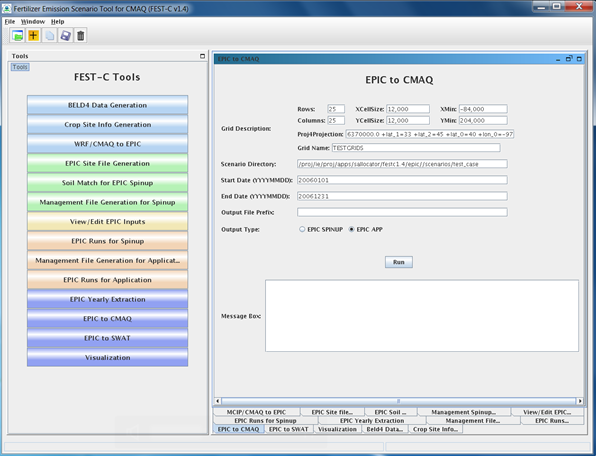 Fertilizer Emission Scenario Tool for CMAQ (FEST-C v1.4)
File Window Help
Tools
Tools
FEST-C Tools
BELD4 Data Generation
Crop Site Info Generation
WRF/CMAQ to EPIC
EPIC Site File Generation
Soil Match for EPIC Spinup
Management File Generation for Spinup
View/Edit EPIC Inputs
EPIC Runs for Spinup
Management File Generation for Applicat...
EPIC Runs for Application
EPIC Yearly Extraction
EPIC to CMAQ
EPIC to SWAT
Visualization
EPIC to CMAQ
EPIC to CMAQ
Grid Description:
Rows: 25 XCellSize: 12,000 XMin: -84,000
Columns: 25 YCellSize: 12,000 YMin: 204,000
Proj4Projection: 6370000.0 +lat_1=33 +lat_2=45 +lat_0=40 +lon_0=-97
Grid Name: TESTGRIDS
Scenario Directory: /proj/ie/proj/apps/sallocator/festc1.4/epic//scenarios/test_case
Start Date (YYYYMMDD): 20060101
End Date (YYYYMMDD): 20061231
Output File Prefix:
Output Type: EPIC SPINUP EPIC APP
Run
Message Box:
MCIP/CMAQ to EPIC EPIC Site file... EPIC Soil ... Management Spinup... View/Edit EPIC...
EPIC Runs for Spinup EPIC Yearly Extraction Management File... EPIC Runs...
EPIC to CMAQ EPIC to SWAT Visualization Beld4 Data... Crop Site Info...